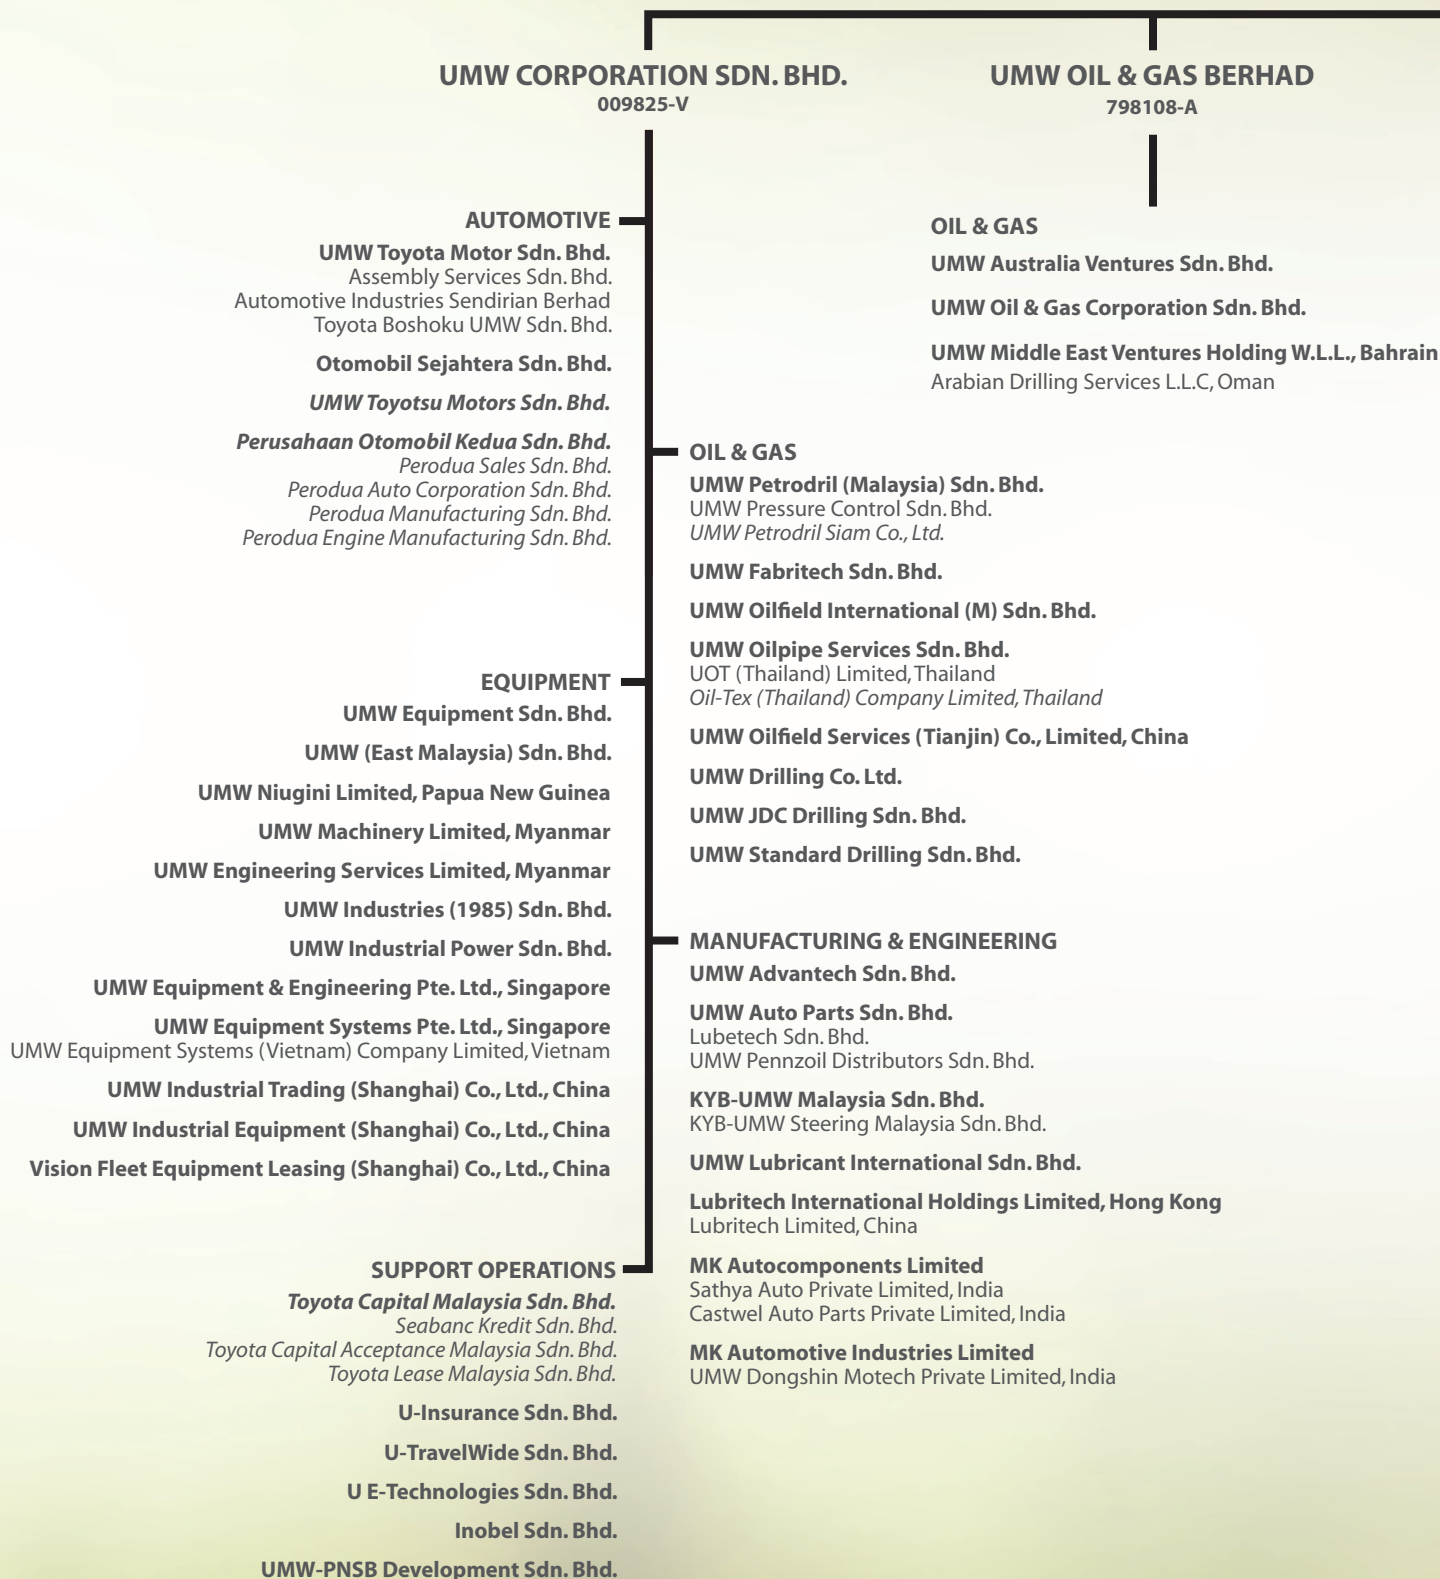 UMW CORPORATION SDN. BHD.
009825-V
UMW OIL & GAS BERHAD
798108-A
AUTOMOTIVE
UMW Toyota Motor Sdn. Bhd.
Assembly Services Sdn. Bhd.
Automotive Industries Sendirian Berhad
Toyota Boshoku UMW Sdn. Bhd.
Otomobil Sejahtera Sdn. Bhd.
UMW Toyotsu Motors Sdn. Bhd.
Perusahaan Otomobil Kedua Sdn. Bhd.
Perodua Sales Sdn. Bhd.
Perodua Auto Corporation Sdn. Bhd.
Perodua Manufacturing Sdn. Bhd.
Perodua Engine Manufacturing Sdn. Bhd.
EQUIPMENT
UMW Equipment Sdn. Bhd.
UMW (East Malaysia) Sdn. Bhd.
UMW Niugini Limited, Papua New Guinea
UMW Machinery Limited, Myanmar
UMW Engineering Services Limited, Myanmar
UMW Industries (1985) Sdn. Bhd.
UMW Industrial Power Sdn. Bhd.
UMW Equipment & Engineering Pte. Ltd., Singapore
UMW Equipment Systems Pte. Ltd., Singapore
UMW Equipment Systems (Vietnam) Company Limited, Vietnam
UMW Industrial Trading (Shanghai) Co., Ltd., China
UMW Industrial Equipment (Shanghai) Co., Ltd., China
Vision Fleet Equipment Leasing (Shanghai) Co., Ltd., China
SUPPORT OPERATIONS
Toyota Capital Malaysia Sdn. Bhd.
Seabanc Kredit Sdn. Bhd.
Toyota Capital Acceptance Malaysia Sdn. Bhd.
Toyota Lease Malaysia Sdn. Bhd.
U-Insurance Sdn. Bhd.
U-TravelWide Sdn. Bhd.
U E-Technologies Sdn. Bhd.
Inobel Sdn. Bhd.
UMW-PNSB Development Sdn. Bhd.
OIL & GAS
UMW Australia Ventures Sdn. Bhd.
UMW Oil & Gas Corporation Sdn. Bhd.
UMW Middle East Ventures Holding W.L.L., Bahrain
Arabian Drilling Services L.L.C, Oman
OIL & GAS
UMW Petrodril (Malaysia) Sdn. Bhd.
UMW Pressure Control Sdn. Bhd.
UMW Petrodril Siam Co., Ltd.
UMW Fabritech Sdn. Bhd.
UMW Oilfield International (M) Sdn. Bhd.
UMW Oilpipe Services Sdn. Bhd.
UOT (Thailand) Limited, Thailand
Oil-Tex (Thailand) Company Limited, Thailand
UMW Oilfield Services (Tianjin) Co., Limited, China
UMW Drilling Co. Ltd.
UMW JDC Drilling Sdn. Bhd.
UMW Standard Drilling Sdn. Bhd.
MANUFACTURING & ENGINEERING
UMW Advantech Sdn. Bhd.
UMW Auto Parts Sdn. Bhd.
Lubetech Sdn. Bhd.
UMW Pennzoil Distributors Sdn. Bhd.
KYB-UMW Malaysia Sdn. Bhd.
KYB-UMW Steering Malaysia Sdn. Bhd.
UMW Lubricant International Sdn. Bhd.
Lubritech International Holdings Limited, Hong Kong
Lubritech Limited, China
MK Autocomponents Limited
Sathya Auto Private Limited, India
Castwel Auto Parts Private Limited, India
MK Automotive Industries Limited
UMW Dongshin Motech Private Limited, India